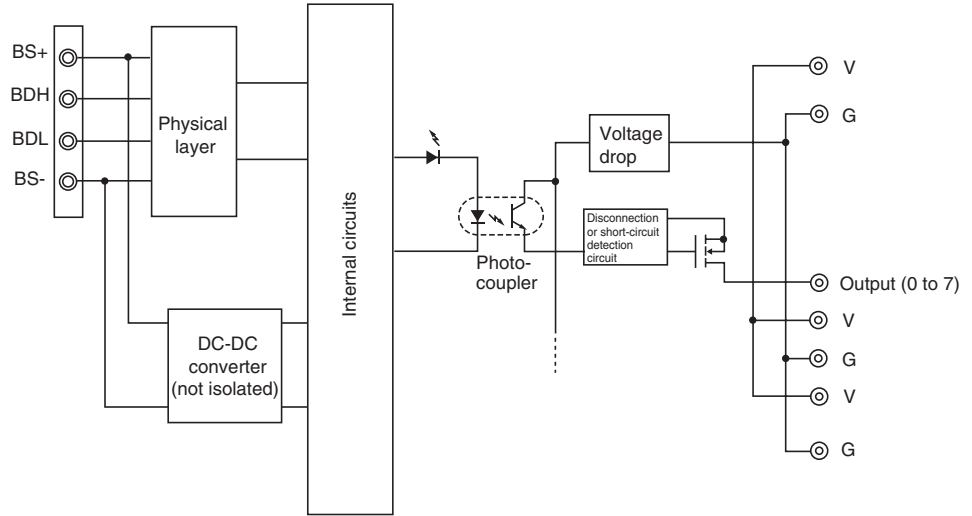 BS+
BDH
BDL
BS-
Physical
layer
DC-DC
converter
(not isolated)
Internal circuits
Photo-
coupler
Voltage
drop
Disconnection
or short-circuit
detection
circuit
V
G
Output (0 to 7)
V
G
V
G